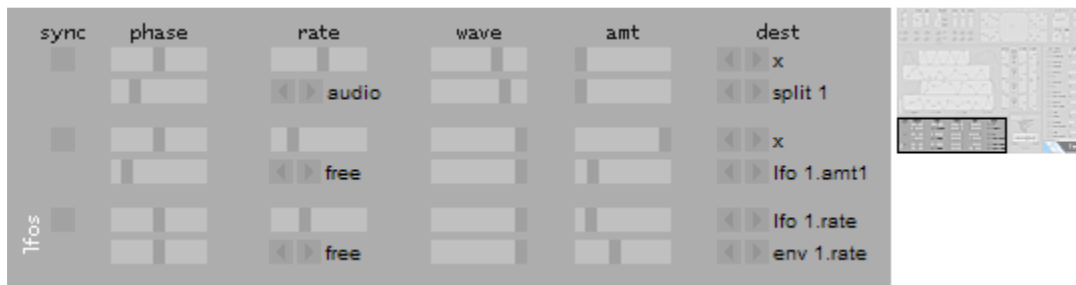 sync phase rate wave amt dest
x
audio split 1
x
free lfo 1.amt1
lfo 1.rate
free env 1.rate
lfos